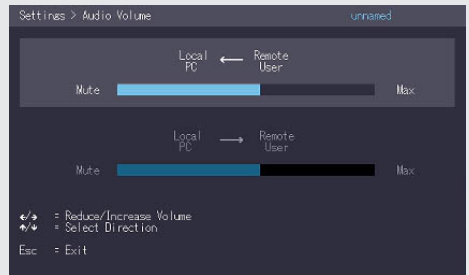 Settings > Audio Volume unnamed
Local PC ← Remote User
Mute Max
Local PC → Remote User
Mute Max
←/→ = Reduce/Increase Volume
↑/↓ = Select Direction
Esc = Exit